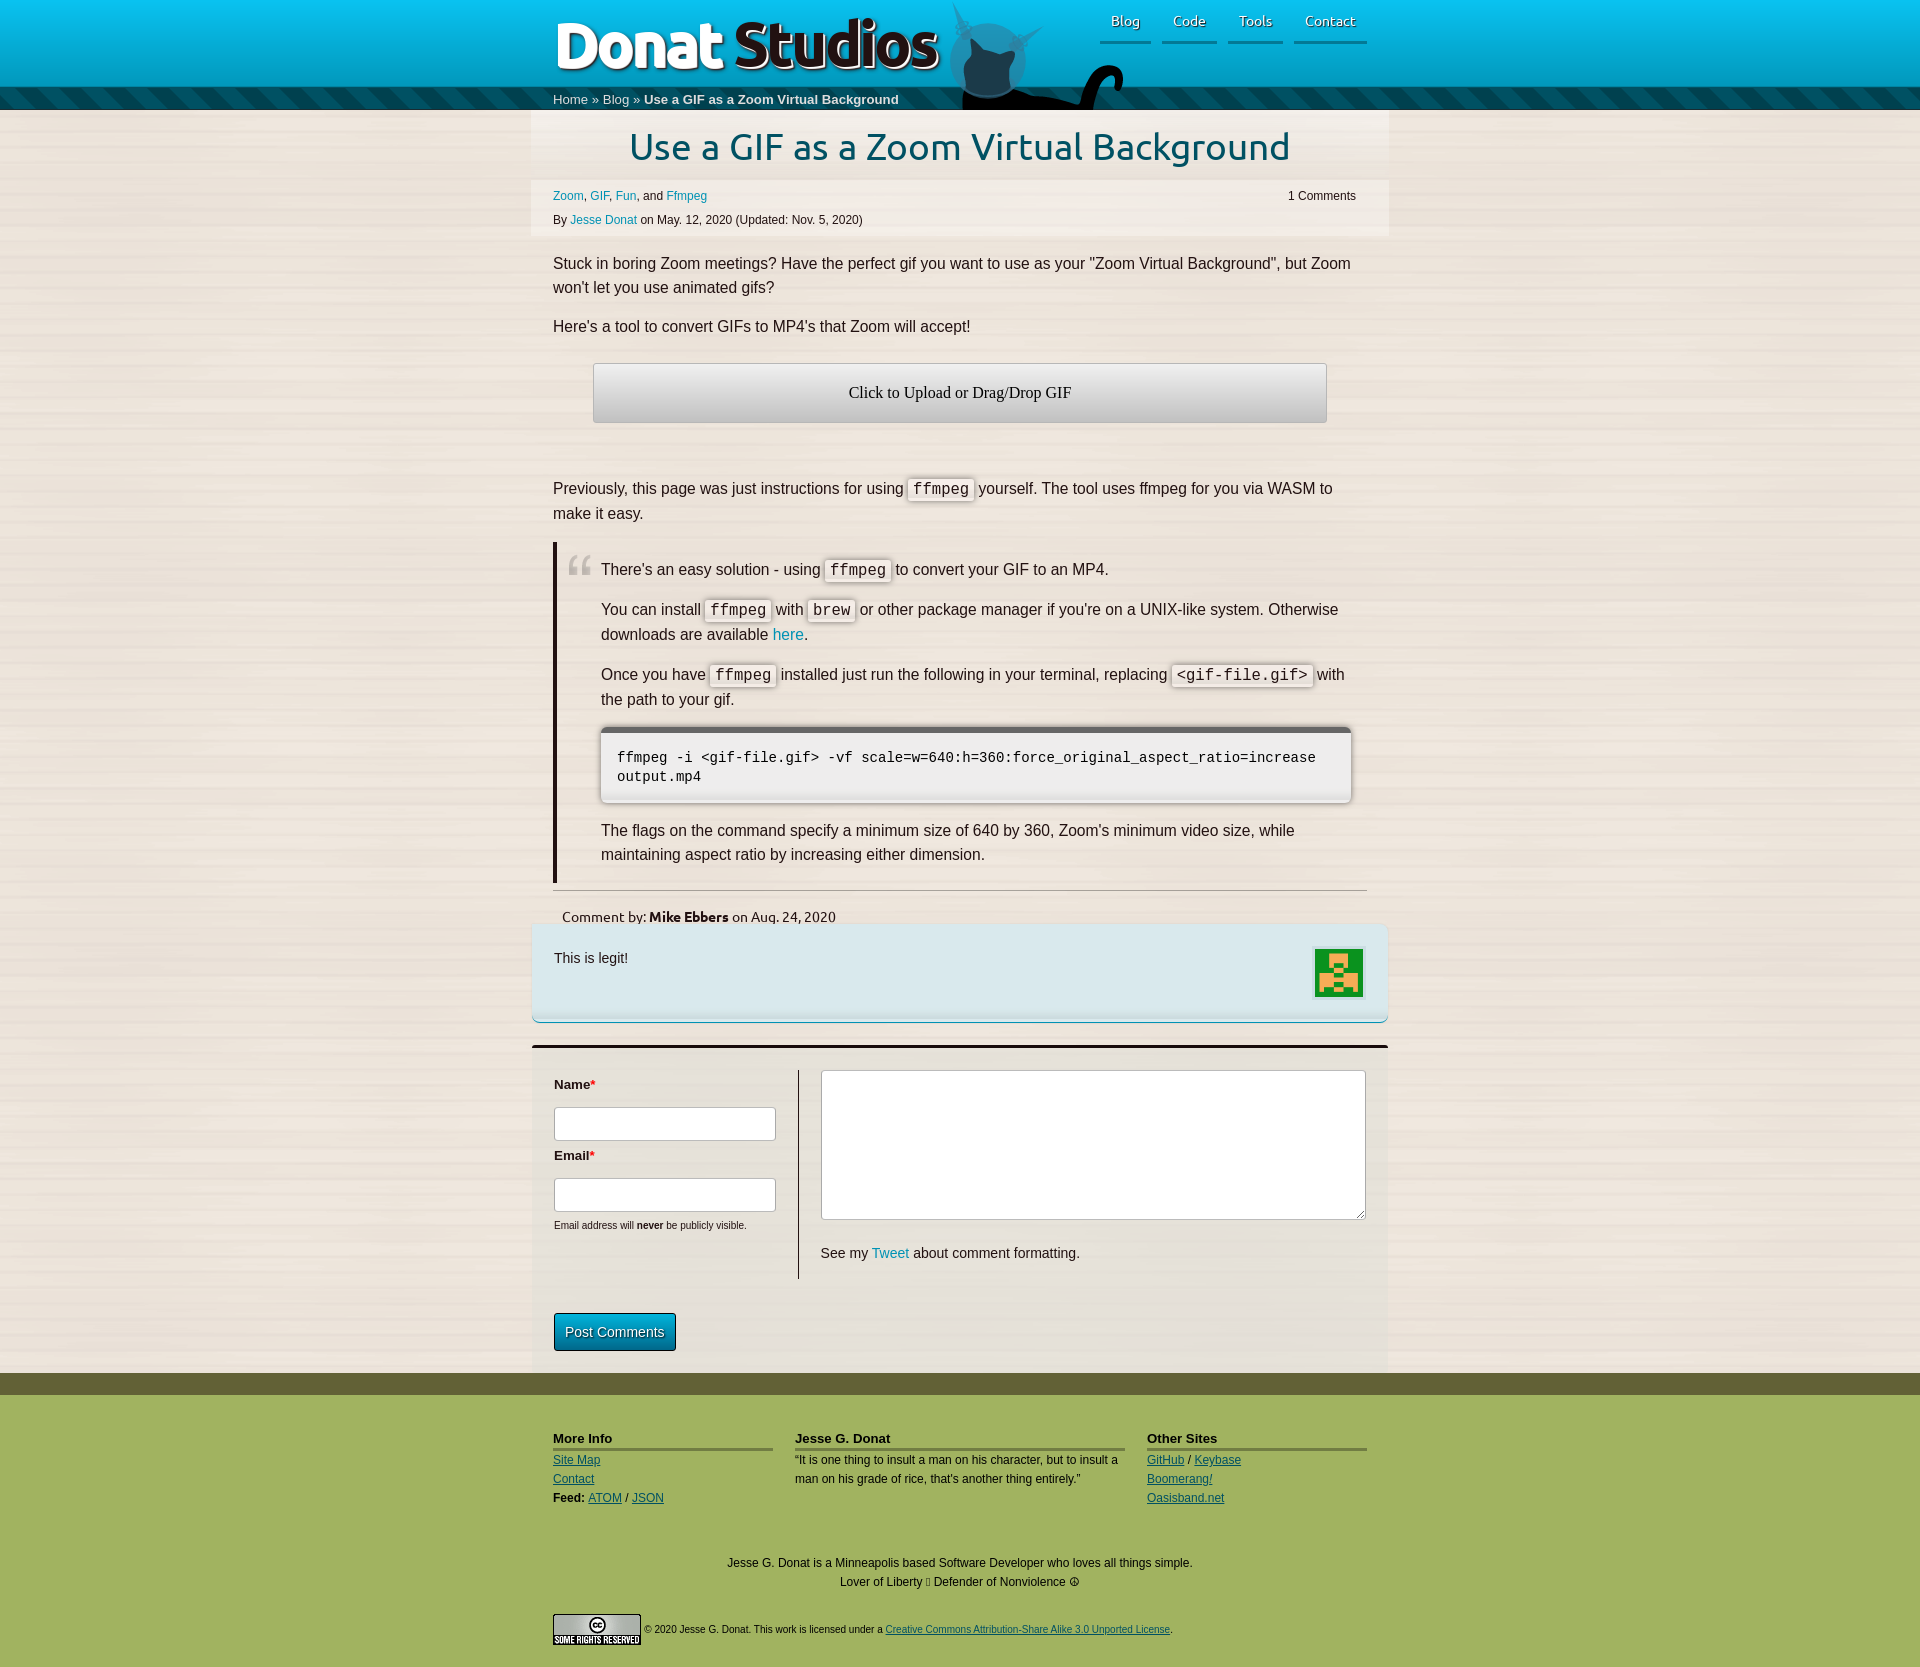 Donat Studios
Blog Code Tools Contact
Home » Blog » Use a GIF as a Zoom Virtual Background
Use a GIF as a Zoom Virtual Background
Zoom, GIF, Fun, and Ffmpeg
1 Comments
By Jesse Donat on May. 12, 2020 (Updated: Nov. 5, 2020)
Stuck in boring Zoom meetings? Have the perfect gif you want to use as your "Zoom Virtual Background", but Zoom
won't let you use animated gifs?
Here's a tool to convert GIFs to MP4's that Zoom will accept!
Click to Upload or Drag/Drop GIF
Previously, this page was just instructions for using ffmpeg yourself. The tool uses ffmpeg for you via WASM to
make it easy.
“
There's an easy solution - using ffmpeg to convert your GIF to an MP4.
You can install ffmpeg with brew or other package manager if you're on a UNIX-like system. Otherwise
downloads are available here.
Once you have ffmpeg installed just run the following in your terminal, replacing <gif-file.gif> with
the path to your gif.
ffmpeg -i <gif-file.gif> -vf scale=w=640:h=360:force_original_aspect_ratio=increase
output.mp4
The flags on the command specify a minimum size of 640 by 360, Zoom's minimum video size, while
maintaining aspect ratio by increasing either dimension.
Comment by: Mike Ebbers on Aug. 24, 2020
This is legit!
Name*
Email*
Email address will never be publicly visible.
See my Tweet about comment formatting.
Post Comments
More Info
Site Map
Contact
Feed: ATOM / JSON
Jesse G. Donat
“It is one thing to insult a man on his character, but to insult a
man on his grade of rice, that's another thing entirely.”
Other Sites
GitHub / Keybase
Boomerang!
Oasisband.net
Jesse G. Donat is a Minneapolis based Software Developer who loves all things simple.
Lover of Liberty Defender of Nonviolence ☮
cc
SOME RIGHTS RESERVED
© 2020 Jesse G. Donat. This work is licensed under a Creative Commons Attribution-Share Alike 3.0 Unported License.